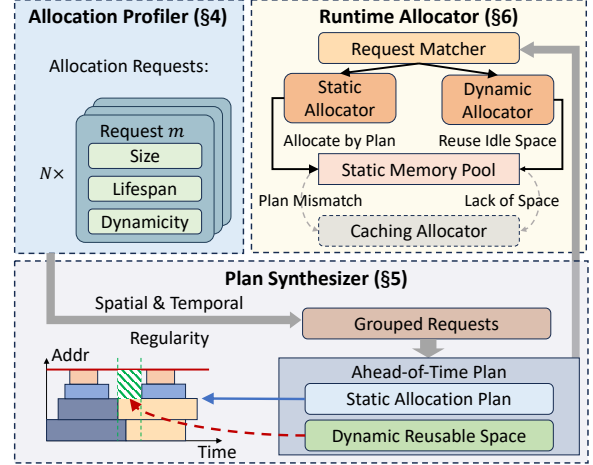 Allocation Profiler (§4)
Allocation Requests:
N×
Request m
Size
Lifespan
Dynamicity
Runtime Allocator (§6)
Request Matcher
Static
Allocator
Dynamic
Allocator
Allocate by Plan
Reuse Idle Space
Static Memory Pool
Plan Mismatch
Lack of Space
Caching Allocator
Plan Synthesizer (§5)
Spatial & Temporal
Regularity
Grouped Requests
Ahead-of-Time Plan
Static Allocation Plan
Dynamic Reusable Space
Addr
Time